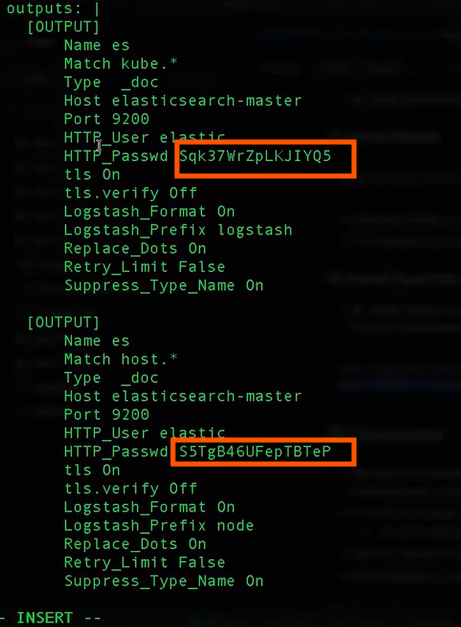 outputs: |
[OUTPUT]
Name es
Match kube.*
Type _doc
Host elasticsearch-master
Port 9200
HTTP_User elastic
HTTP_Passwd Sqk37WrZpLKJIYQ5
tls On
tls.verify Off
Logstash_Format On
Logstash_Prefix logstash
Replace_Dots On
Retry_Limit False
Suppress_Type_Name On
[OUTPUT]
Name es
Match host.*
Type _doc
Host elasticsearch-master
Port 9200
HTTP_User elastic
HTTP_Passwd S5TgB46UFepTBTeP
tls On
tls.verify Off
Logstash_Format On
Logstash_Prefix node
Replace_Dots On
Retry_Limit False
Suppress_Type_Name On
- INSERT --